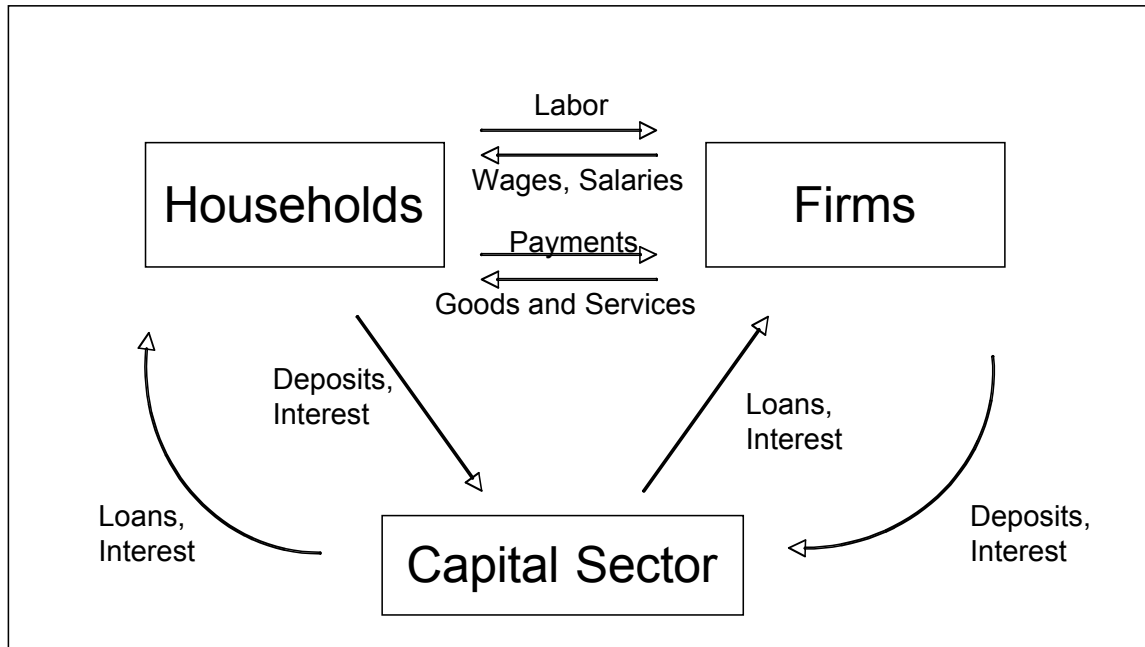 Labor
Households
Firms
Wages, Salaries
Payments
Goods and Services
Deposits,
Interest
Loans,
Interest
Loans,
Interest
Deposits,
Interest
Capital Sector